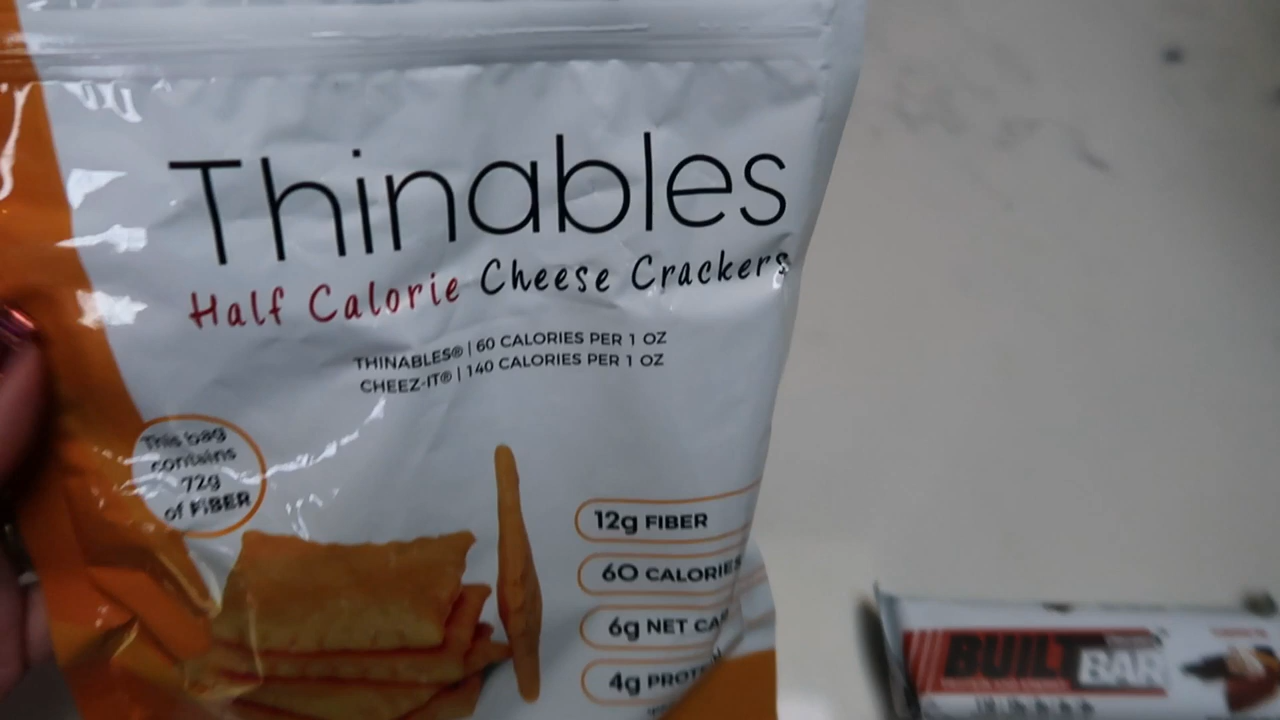 Thinables
Half Calorie Cheese Crackers
THINABLES® | 60 CALORIES PER 1 OZ
CHEEZ-IT® | 140 CALORIES PER 1 OZ
This bag
contains
72g
of FIBER
12g FIBER
60 CALORIES
6g NET CA
4g PROTEIN
BUILT
BAR